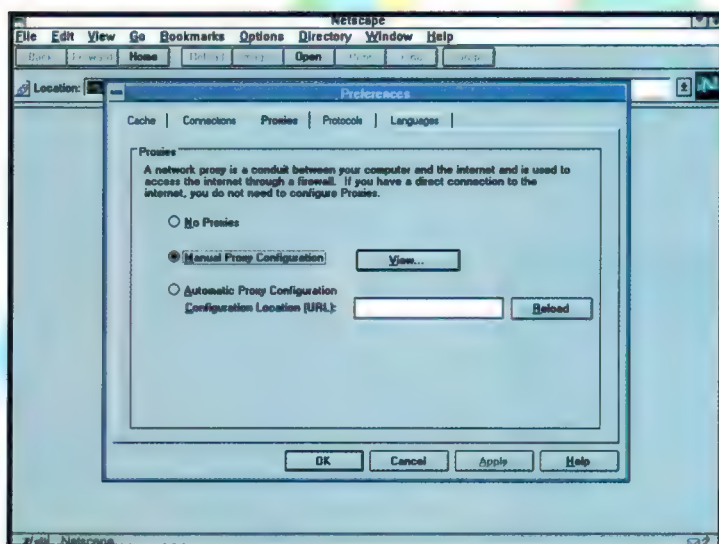 Netscape
File Edit View Go Bookmarks Options Directory Window Help
Back Forward Home Reload Open
Location:
Preferences
Cache Connections Proxies Protocols Languages
Proxies
A network proxy is a conduit between your computer and the internet and is used to
access the internet through a firewall. If you have a direct connection to the
internet, you do not need to configure Proxies.
No Proxies
Manual Proxy Configuration View...
Automatic Proxy Configuration
Configuration Location (URL): Reload
OK Cancel Apply Help
Netscape